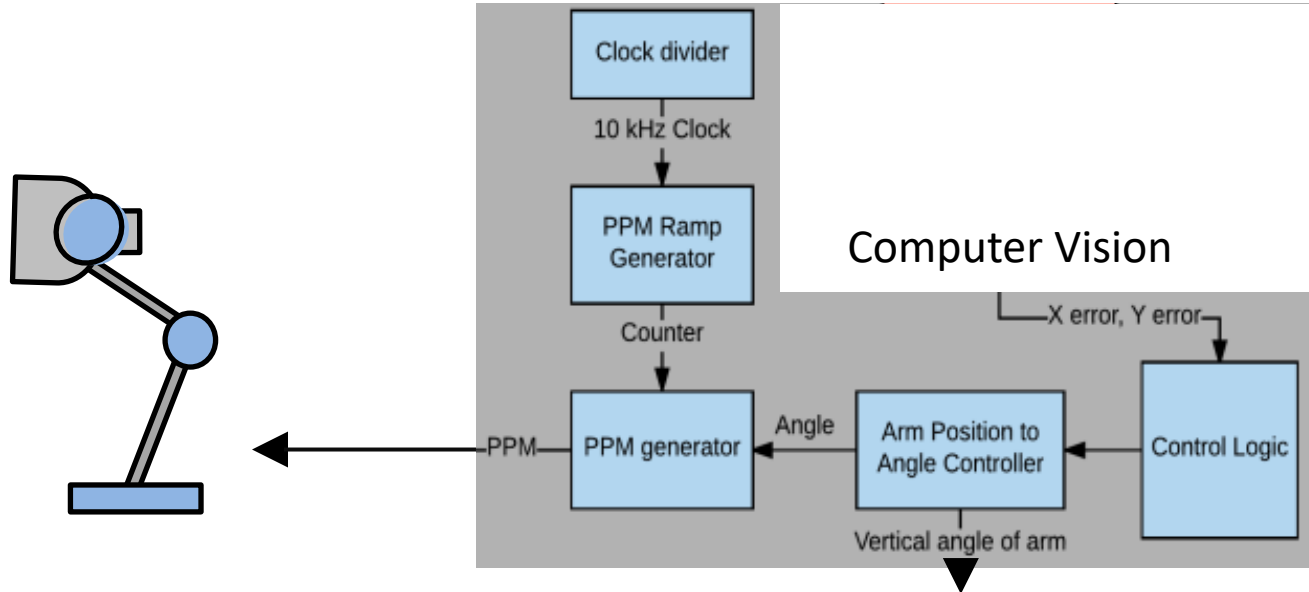 Clock divider
10 kHz Clock
PPM Ramp
Generator
Computer Vision
Counter
X error, Y error
PPM
PPM generator
Angle
Arm Position to
Angle Controller
Control Logic
Vertical angle of arm